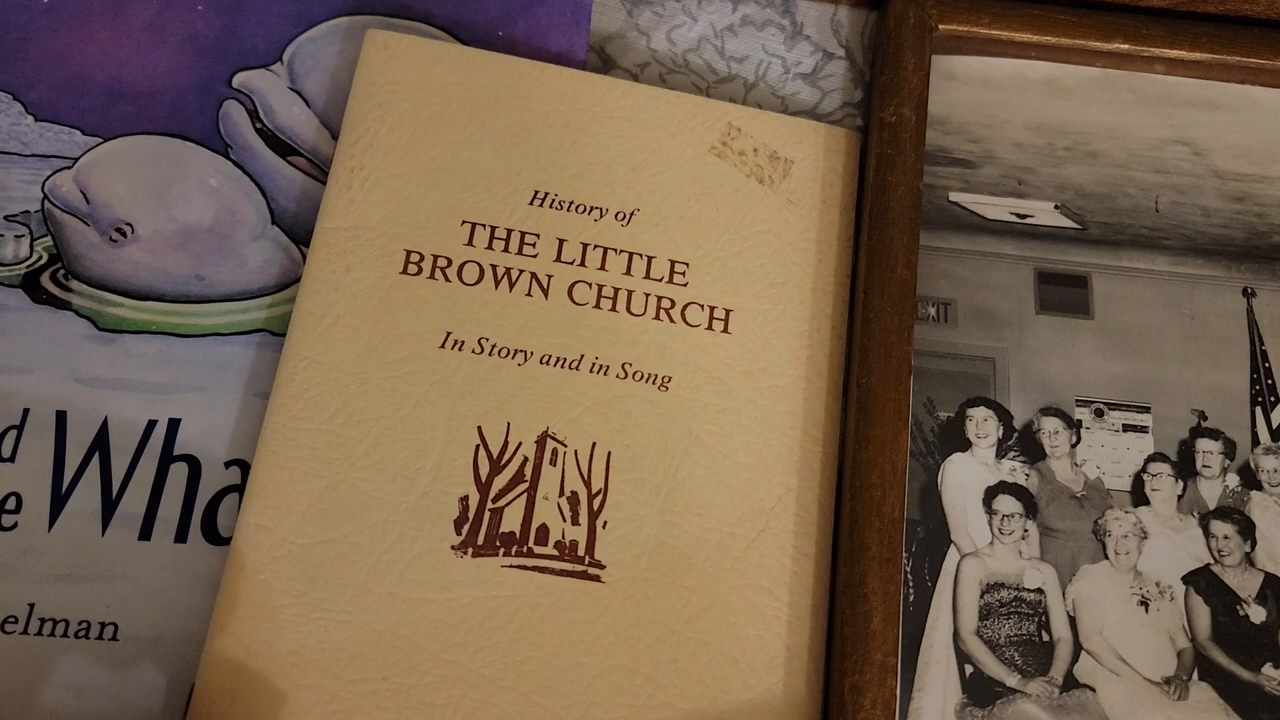 History of
THE LITTLE
BROWN CHURCH
In Story and in Song
d
e Wha
elman
EXIT